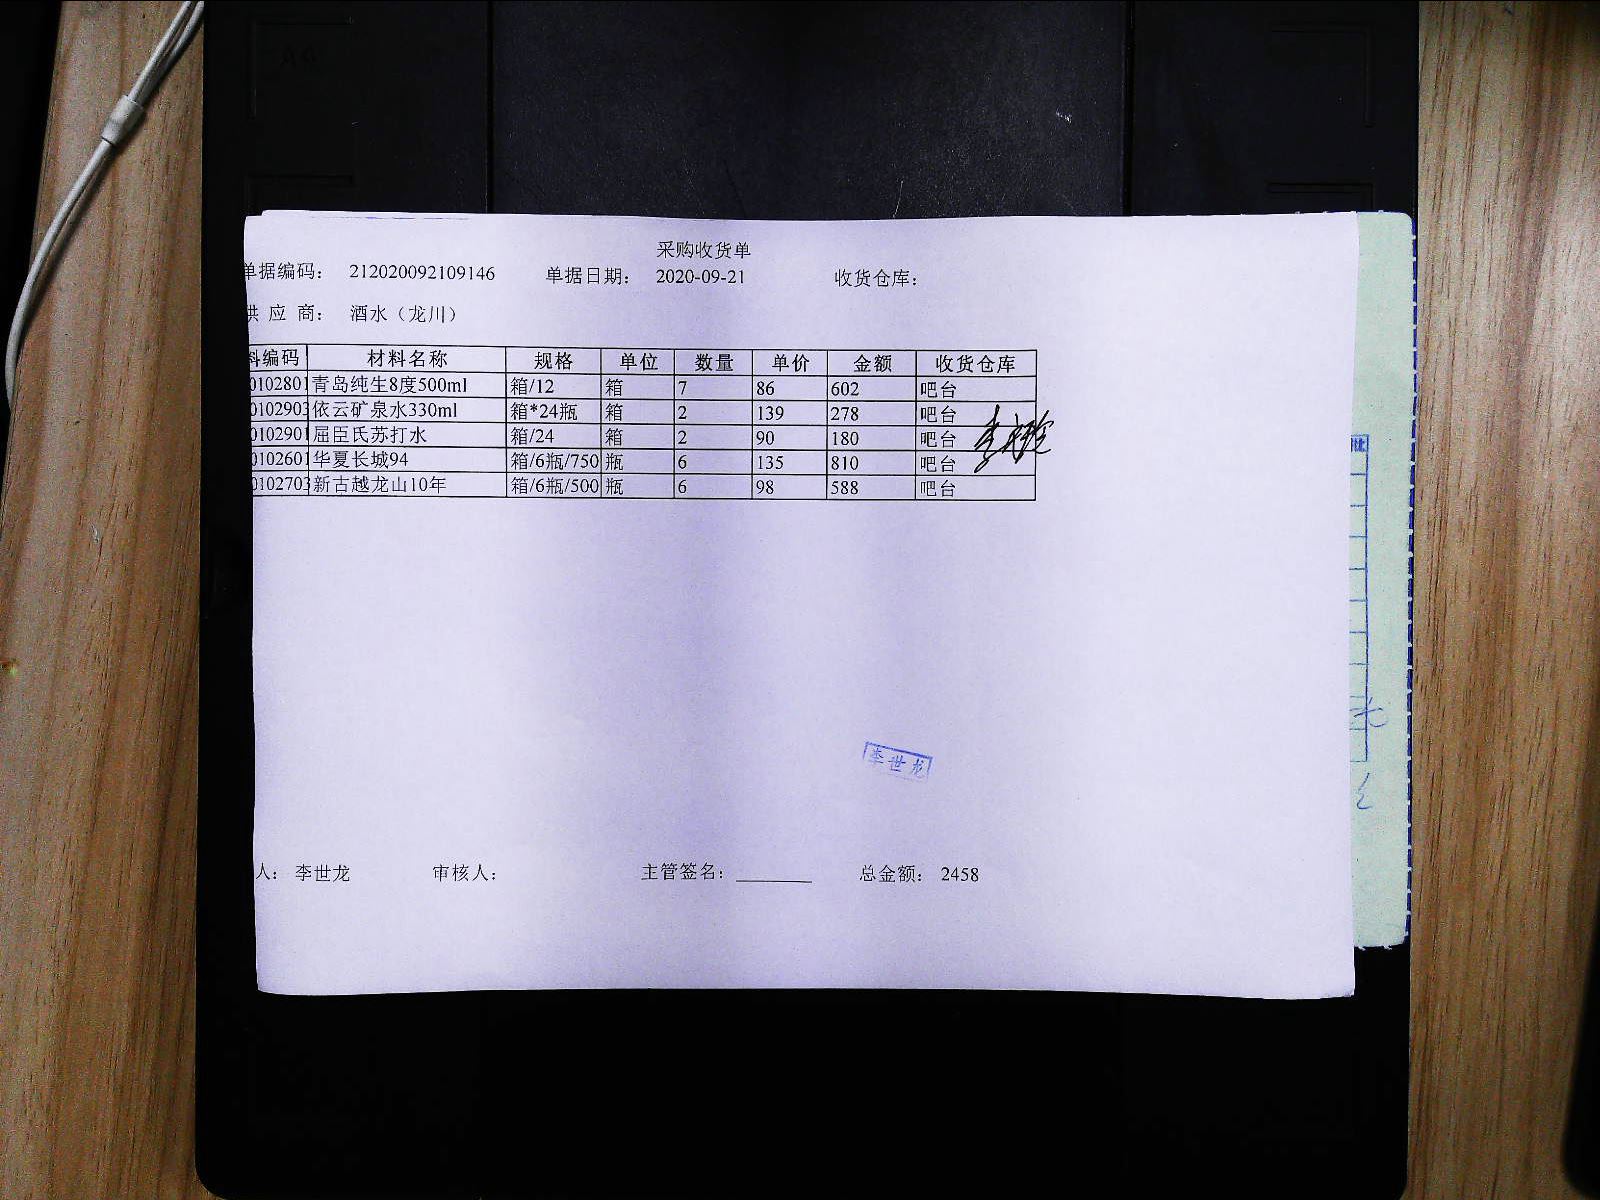 采购收货单
单据编码： 212020092109146 单据日期： 2020-09-21 收货仓库：
供 应 商： 酒水（龙川）
料编码 材料名称 规格 单位 数量 单价 金额 收货仓库
0102801 青岛纯生8度500ml 箱/12 箱 7 86 602 吧台
0102903 依云矿泉水330ml 箱*24瓶 箱 2 139 278 吧台
0102901 屈臣氏苏打水 箱/24 箱 2 90 180 吧台
0102601 华夏长城94 箱/6瓶/750 瓶 6 135 810 吧台
0102703 新古越龙山10年 箱/6瓶/500 瓶 6 98 588 吧台
李世龙
人： 李世龙 审核人： 主管签名： 总金额： 2458